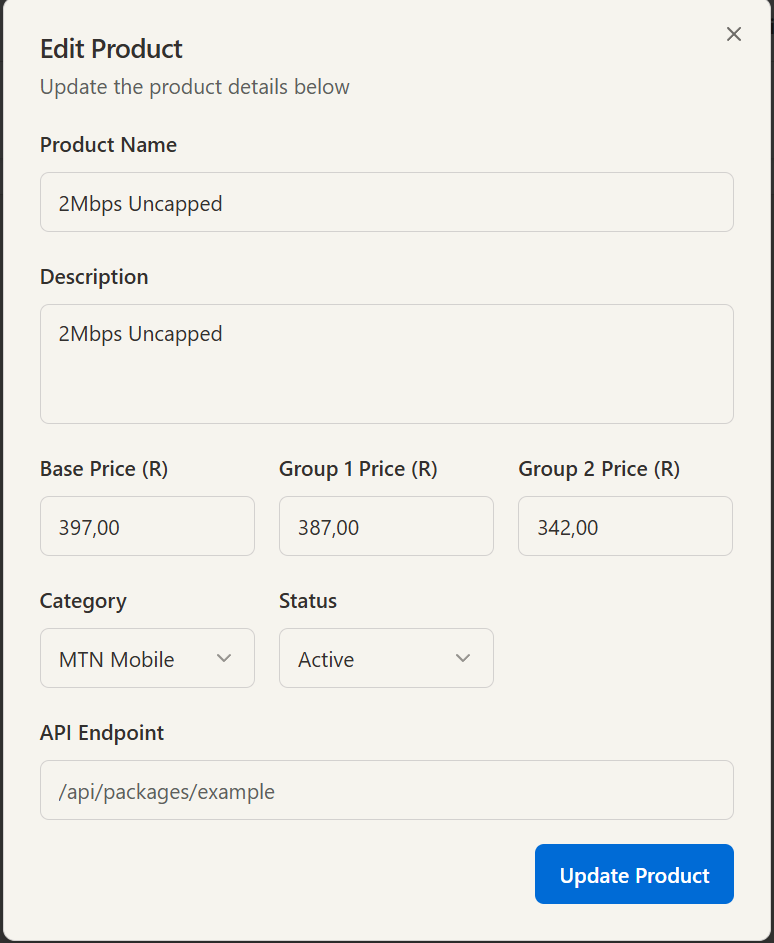 Edit Product
Update the product details below
Product Name
2Mbps Uncapped
Description
2Mbps Uncapped
Base Price (R) Group 1 Price (R) Group 2 Price (R)
397,00 387,00 342,00
Category Status
MTN Mobile Active
API Endpoint
/api/packages/example
Update Product